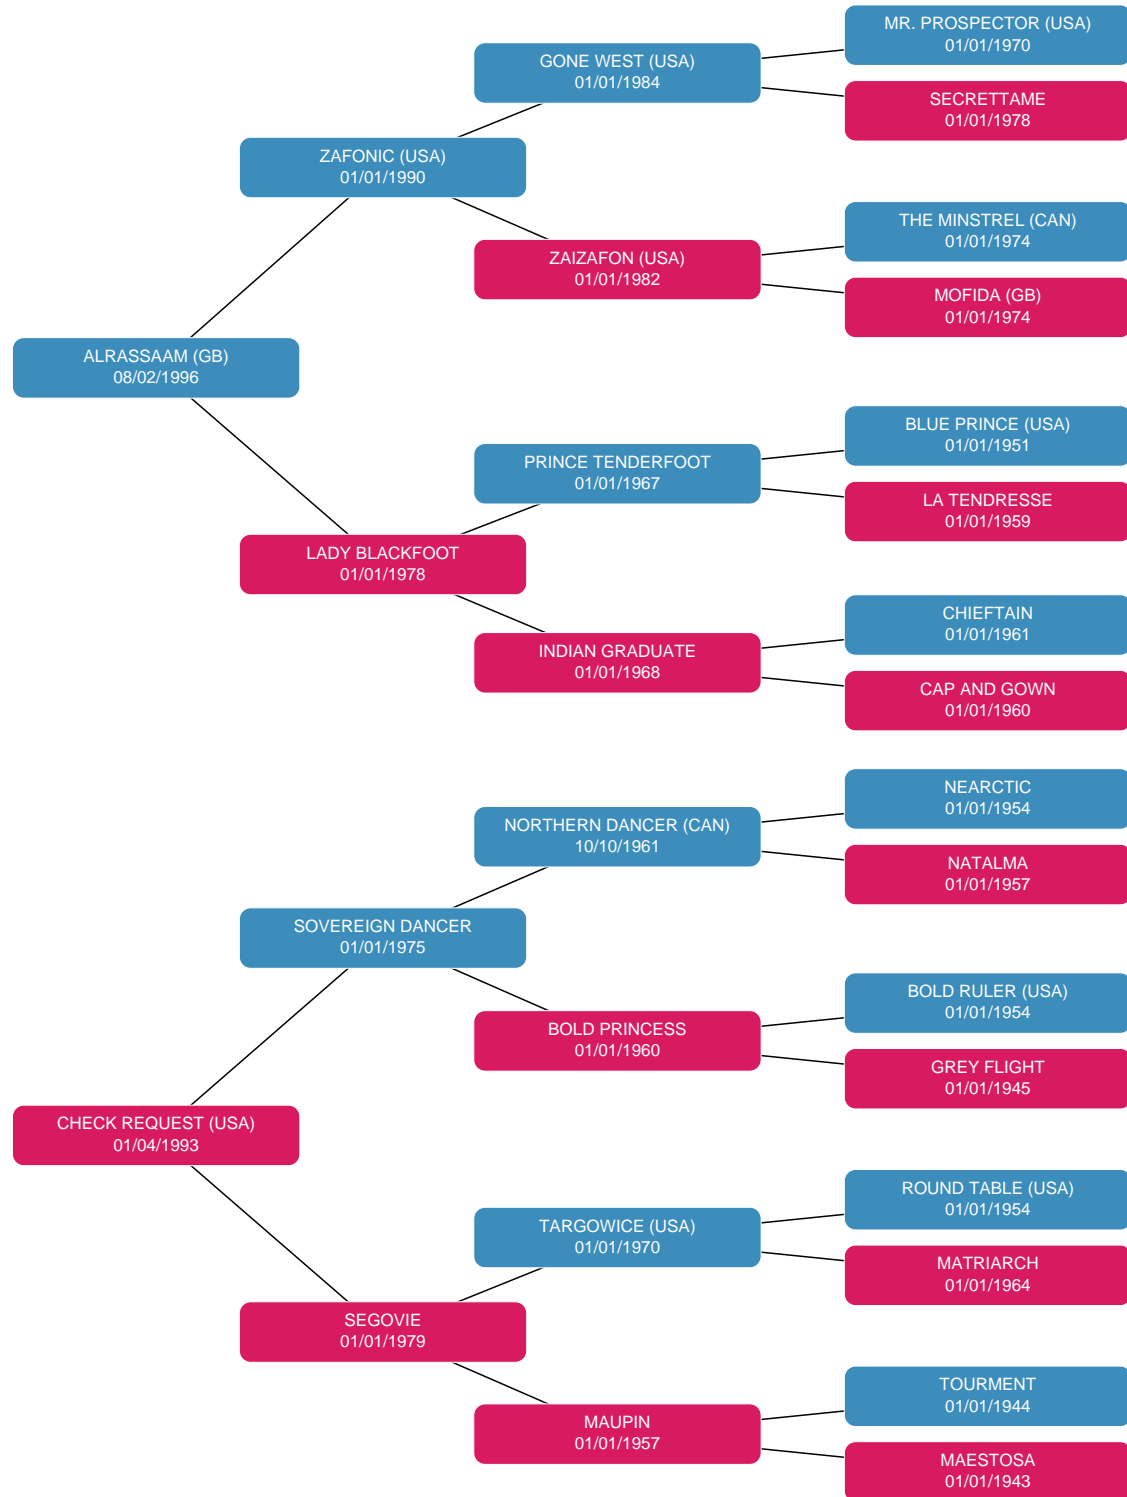 MR. PROSPECTOR (USA)
01/01/1970
GONE WEST (USA)
01/01/1984
SECRETTAME
01/01/1978
ZAFONIC (USA)
01/01/1990
THE MINSTREL (CAN)
01/01/1974
ZAIZAFON (USA)
01/01/1982
MOFIDA (GB)
01/01/1974
ALRASSAAM (GB)
08/02/1996
BLUE PRINCE (USA)
01/01/1951
PRINCE TENDERFOOT
01/01/1967
LA TENDRESSE
01/01/1959
LADY BLACKFOOT
01/01/1978
CHIEFTAIN
01/01/1961
INDIAN GRADUATE
01/01/1968
CAP AND GOWN
01/01/1960
NEARCTIC
01/01/1954
NORTHERN DANCER (CAN)
10/10/1961
NATALMA
01/01/1957
SOVEREIGN DANCER
01/01/1975
BOLD RULER (USA)
01/01/1954
BOLD PRINCESS
01/01/1960
GREY FLIGHT
01/01/1945
CHECK REQUEST (USA)
01/04/1993
ROUND TABLE (USA)
01/01/1954
TARGOWICE (USA)
01/01/1970
MATRIARCH
01/01/1964
SEGOVIE
01/01/1979
TOURMENT
01/01/1944
MAUPIN
01/01/1957
MAESTOSA
01/01/1943